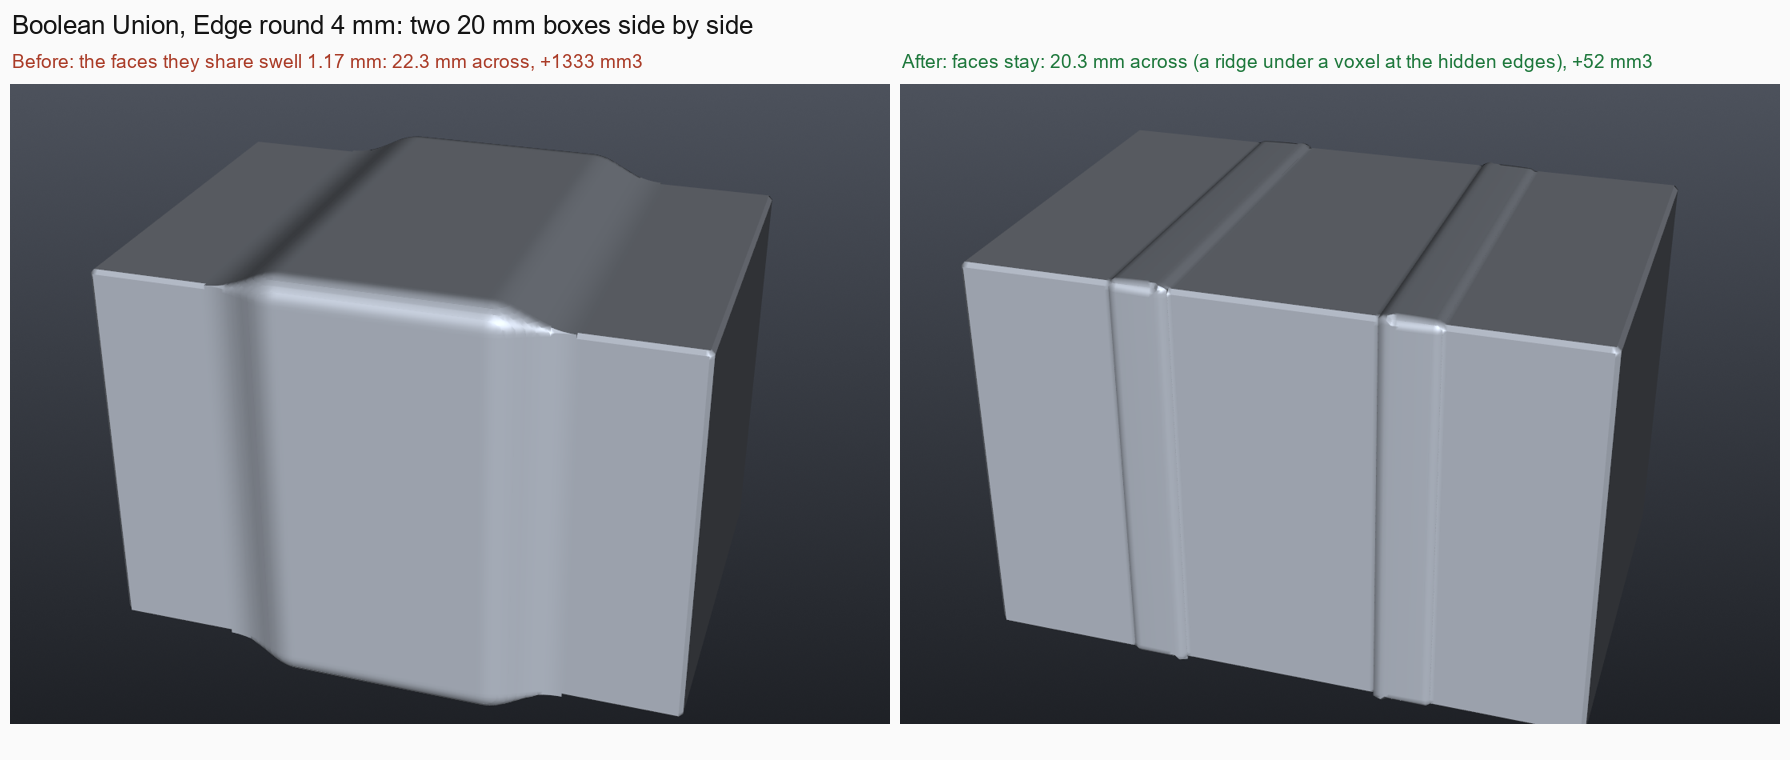 Boolean Union, Edge round 4 mm: two 20 mm boxes side by side
Before: the faces they share swell 1.17 mm: 22.3 mm across, +1333 mm3
After: faces stay: 20.3 mm across (a ridge under a voxel at the hidden edges), +52 mm3